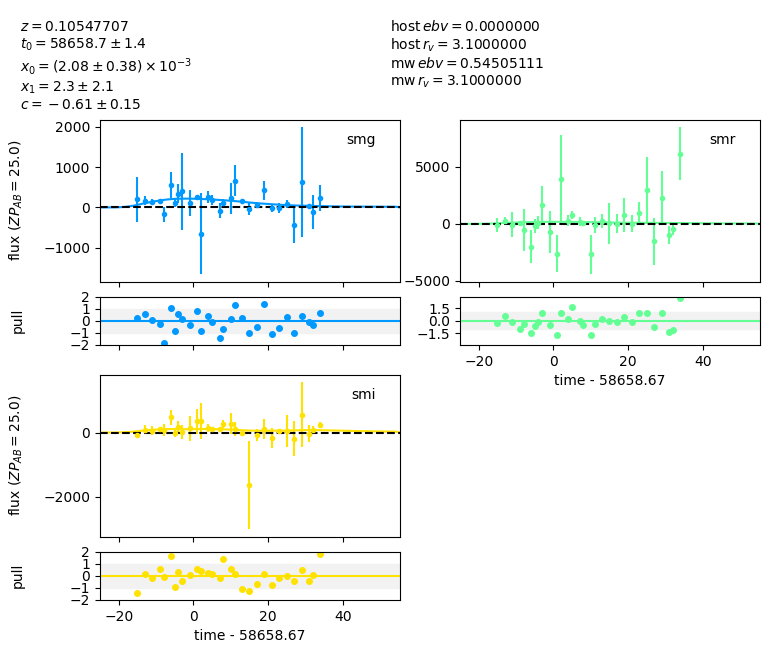 z = 0.10547707
t₀ = 58658.7 ± 1.4
x₀ = (2.08 ± 0.38) × 10⁻³
x₁ = 2.3 ± 2.1
c = −0.61 ± 0.15
host ebv = 0.0000000
host r_v = 3.1000000
mw ebv = 0.54505111
mw r_v = 3.1000000
smg
flux (ZP_AB = 25.0)
2000
1000
0
−1000
smr
5000
0
−5000
pull
2
1
0
−1
−2
1.5
0.0
−1.5
−20
0
20
40
time - 58658.67
smi
flux (ZP_AB = 25.0)
0
−2000
pull
2
1
0
−1
−2
−20
0
20
40
time - 58658.67